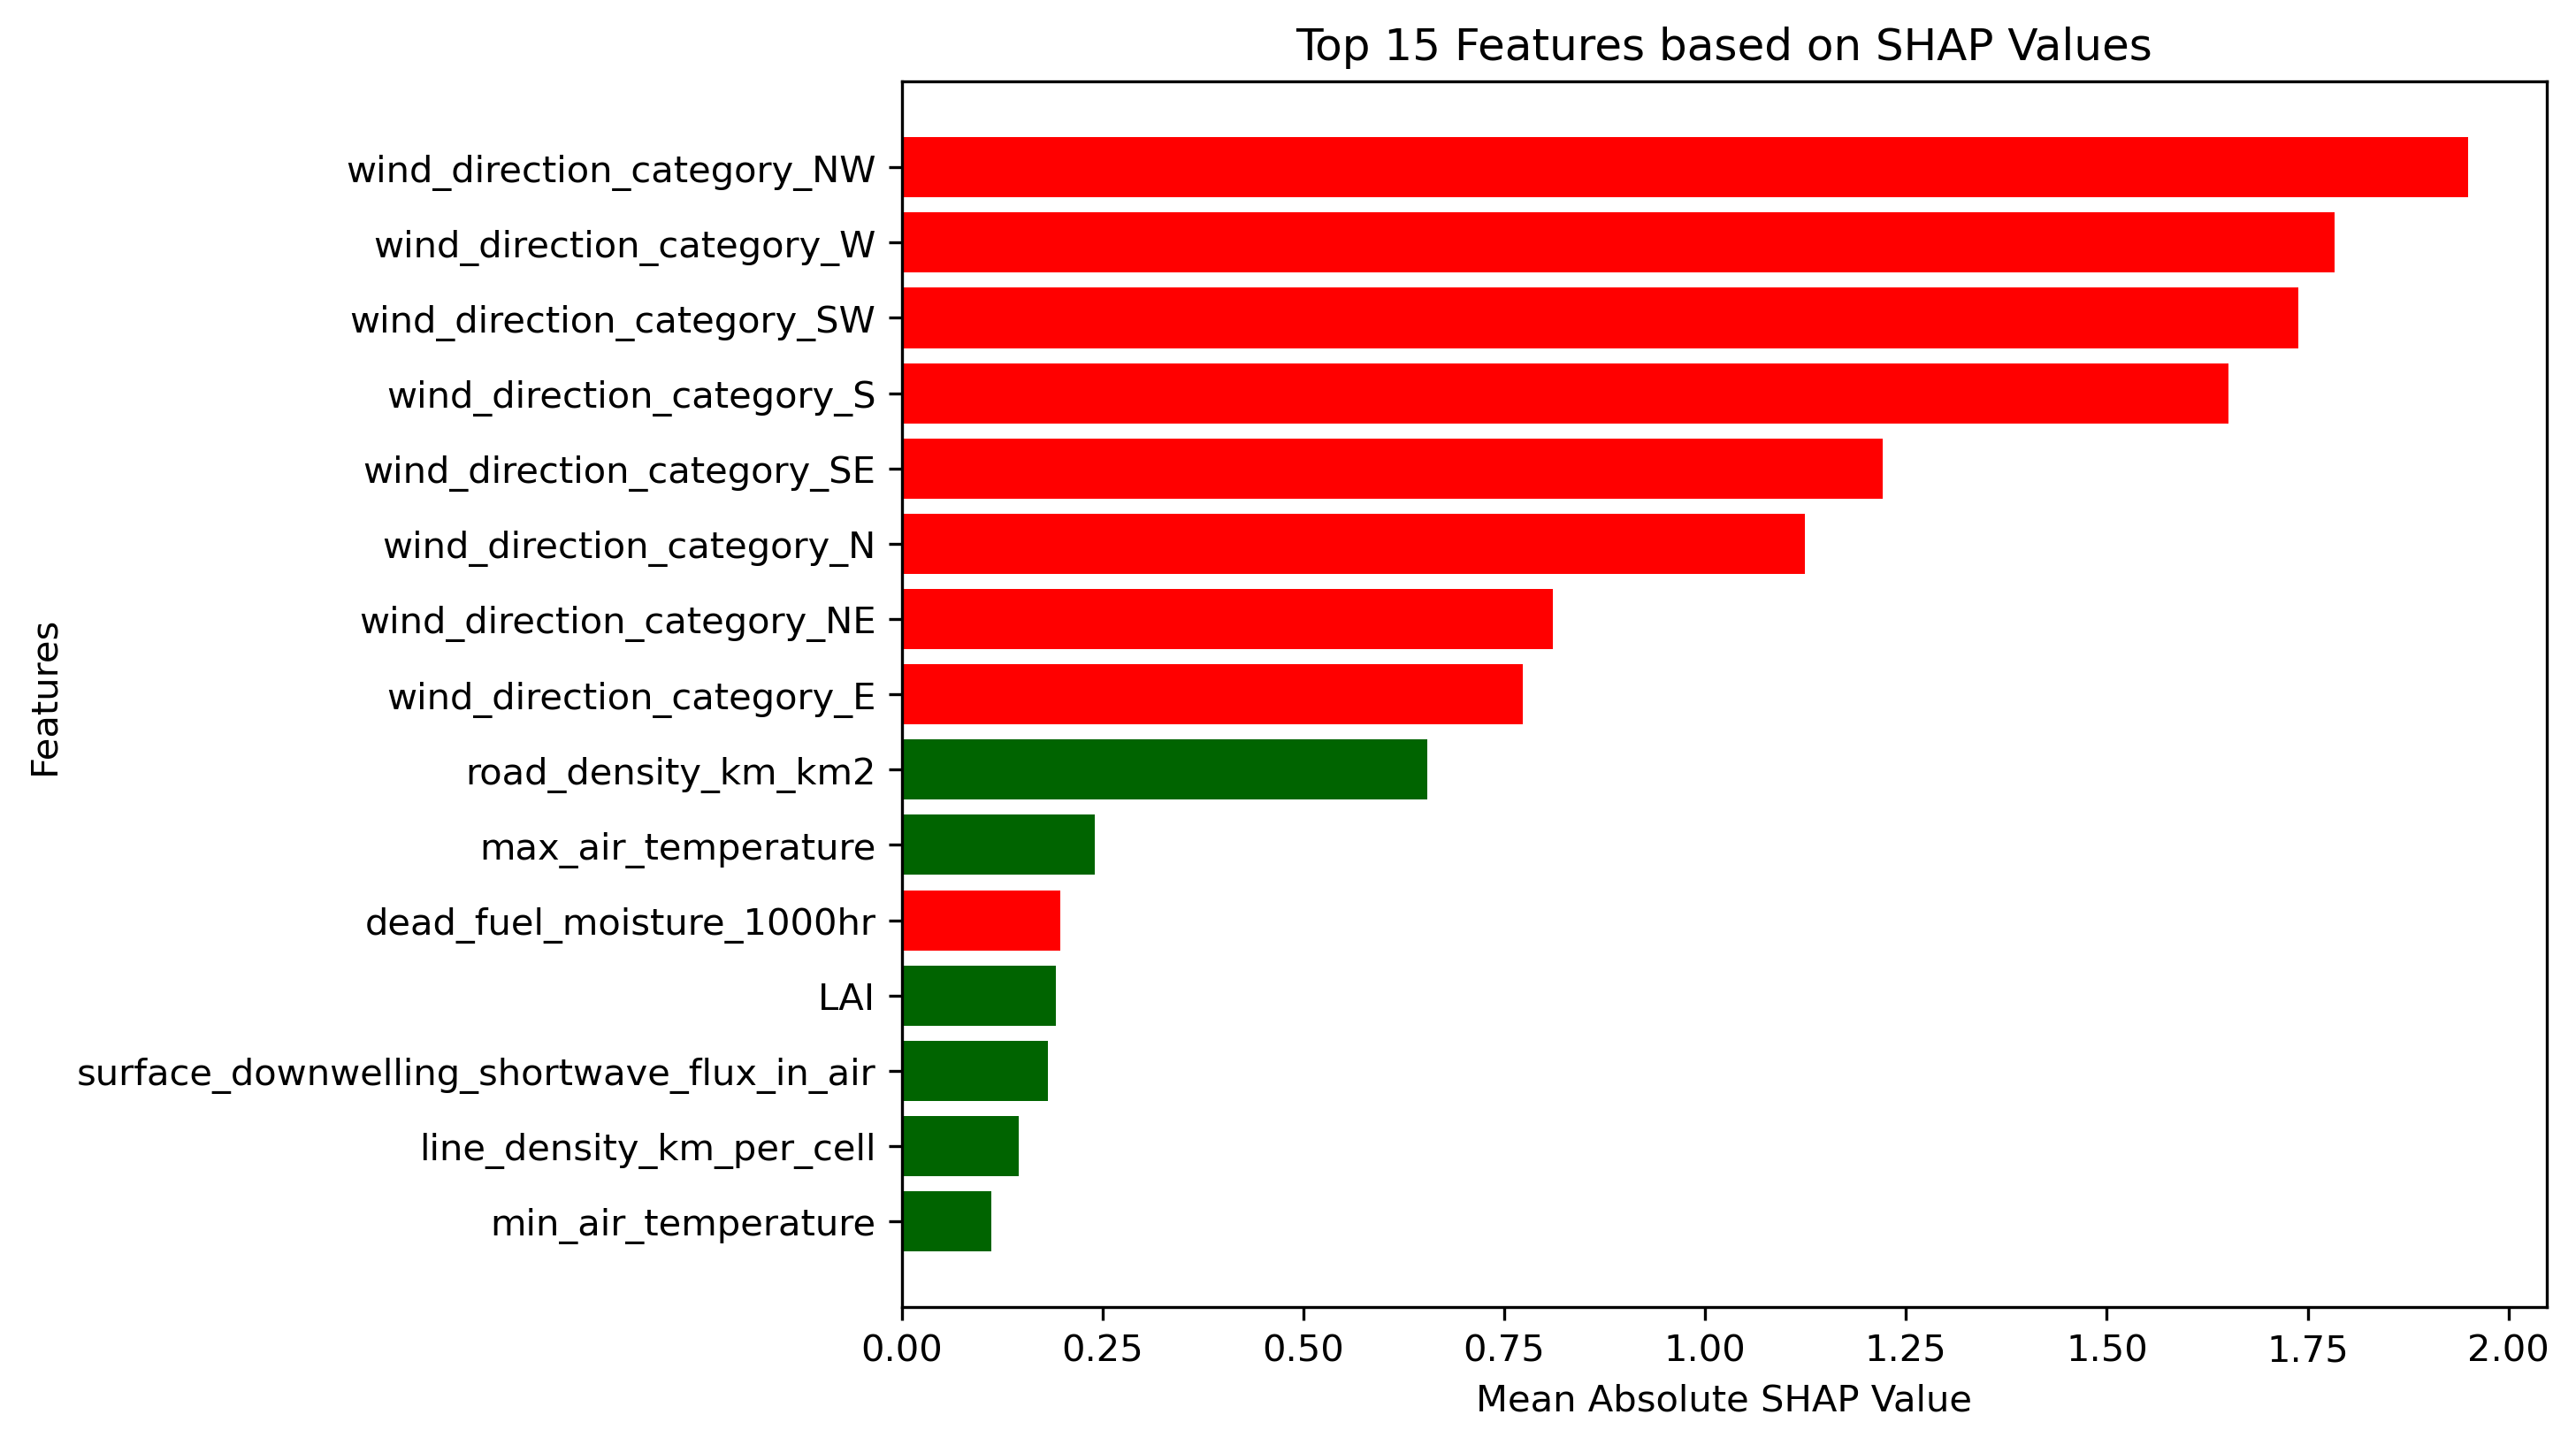 Top 15 Features based on SHAP Values
Features
wind_direction_category_NW
wind_direction_category_W
wind_direction_category_SW
wind_direction_category_S
wind_direction_category_SE
wind_direction_category_N
wind_direction_category_NE
wind_direction_category_E
road_density_km_km2
max_air_temperature
dead_fuel_moisture_1000hr
LAI
surface_downwelling_shortwave_flux_in_air
line_density_km_per_cell
min_air_temperature
0.00 0.25 0.50 0.75 1.00 1.25 1.50 1.75 2.00
Mean Absolute SHAP Value